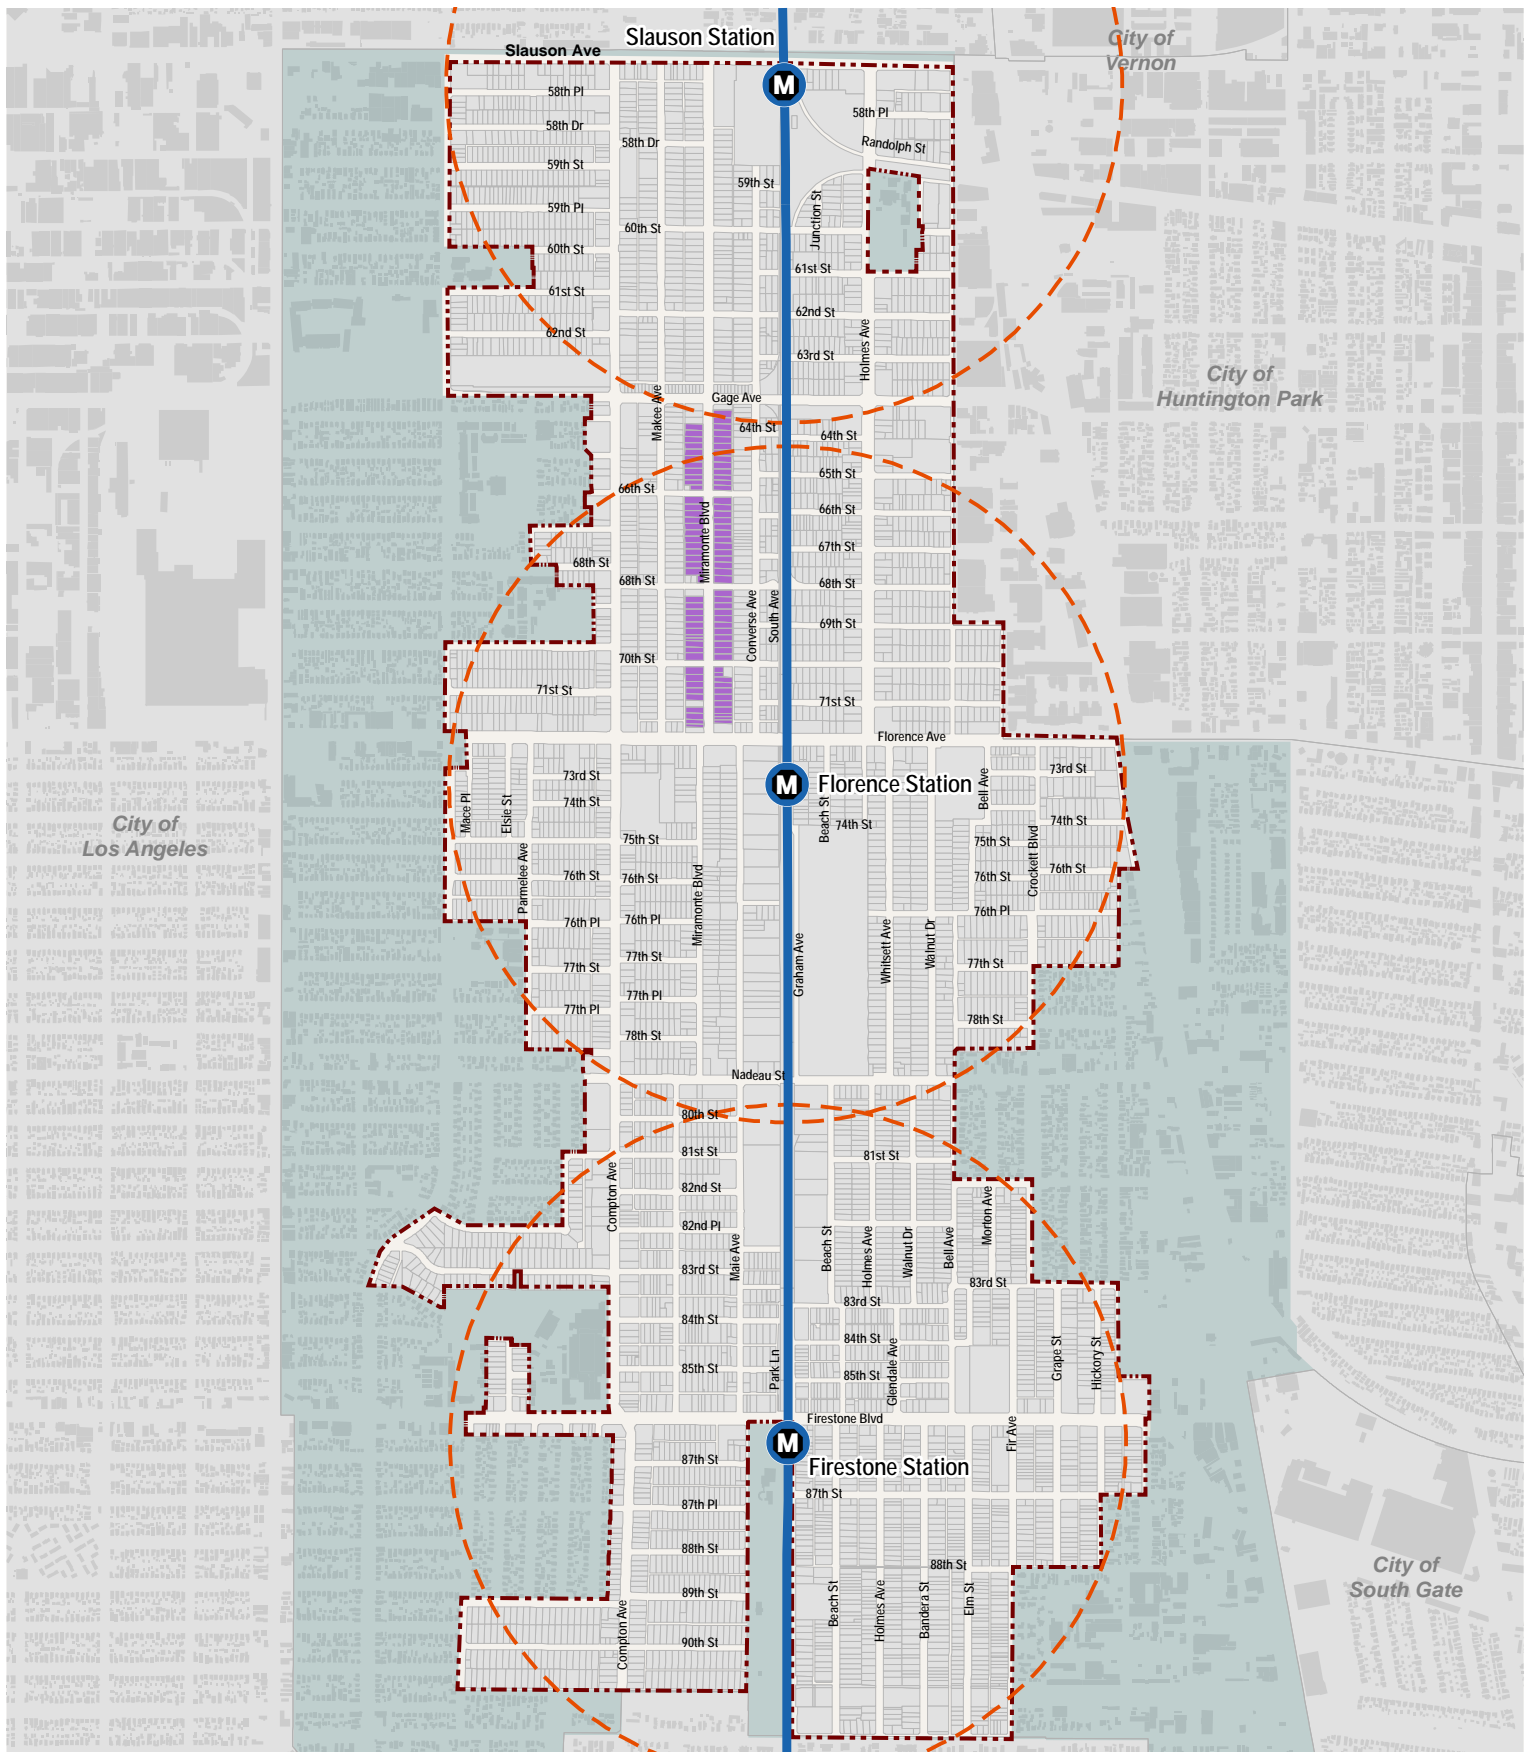 Slauson Station
City of
Vernon
Slauson Ave
M
58th Pl
58th Pl
58th Dr
58th Dr
Randolph St
59th St
59th St
59th Pl
Junction St
60th St
60th St
61st St
61st St
62nd St
62nd St
63rd St
Holmes Ave
City of
Huntington Park
Makee Ave
Gage Ave
64th St
64th St
65th St
66th St
66th St
Miramonte Blvd
67th St
68th St
68th St
68th St
Converse Ave
South Ave
69th St
70th St
71st St
71st St
Florence Ave
M
Florence Station
73rd St
73rd St
Bell Ave
Mace Pl
Elsie St
74th St
Beach St
74th St
74th St
City of
Los Angeles
75th St
75th St
Crockett Blvd
Parmelee Ave
76th St
76th St
Miramonte Blvd
76th St
76th St
76th Pl
76th Pl
76th Pl
Graham Ave
Whitsett Ave
Walnut Dr
77th St
77th St
77th St
77th Pl
77th Pl
78th St
78th St
Nadeau St
80th St
81st St
81st St
Compton Ave
82nd St
82nd Pl
Maie Ave
Beach St
Holmes Ave
Walnut Dr
Bell Ave
Morton Ave
83rd St
83rd St
83rd St
84th St
84th St
Glendale Ave
Grape St
Hickory St
Park Ln
85th St
85th St
Firestone Blvd
Fir Ave
M
Firestone Station
87th St
87th St
87th Pl
88th St
88th St
City of
South Gate
89th St
Beach St
Holmes Ave
Bandera St
Elm St
Compton Ave
90th St